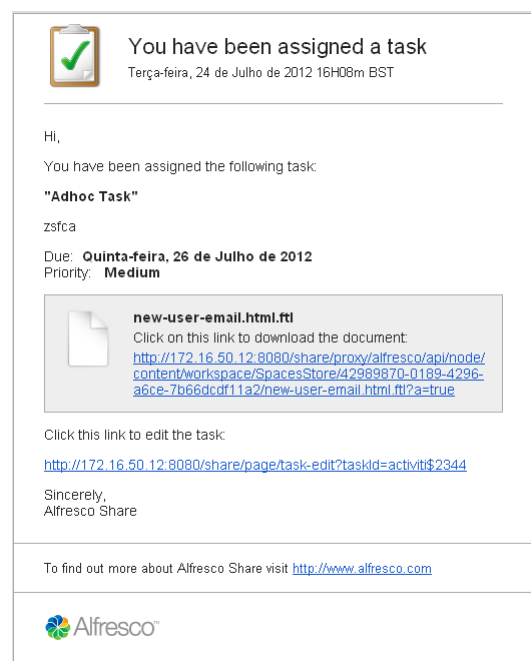 You have been assigned a task
Terça-feira, 24 de Julho de 2012 16H08m BST
Hi,
You have been assigned the following task:
"Adhoc Task"
zsfca
Due: Quinta-feira, 26 de Julho de 2012
Priority: Medium
new-user-email.html.ftl
Click on this link to download the document:
http://172.16.50.12:8080/share/proxy/alfresco/api/node/
content/workspace/SpacesStore/42989870-0189-4296-
a6ce-7b66dcdf11a2/new-user-email.html.ftl?a=true
Click this link to edit the task:
http://172.16.50.12:8080/share/page/task-edit?taskId=activiti$2344
Sincerely,
Alfresco Share
To find out more about Alfresco Share visit http://www.alfresco.com
Alfresco™